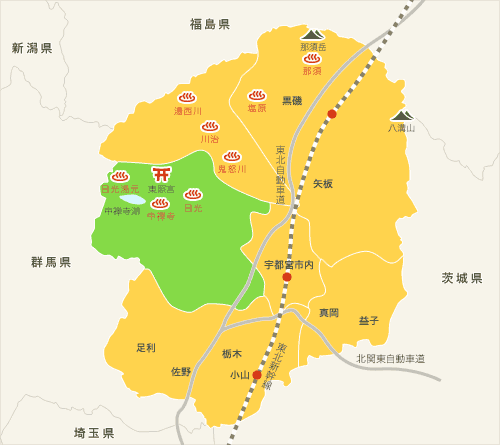 福島県
新潟県
那須岳
那須
塩原
黒磯
湯西川
川治
八溝山
東北自動車道
鬼怒川
矢板
日光湯元
東照宮
日光
中禅寺湖
中禅寺
群馬県
宇都宮市内
茨城県
真岡
益子
足利
栃木
東北新幹線
北関東自動車道
佐野
小山
埼玉県